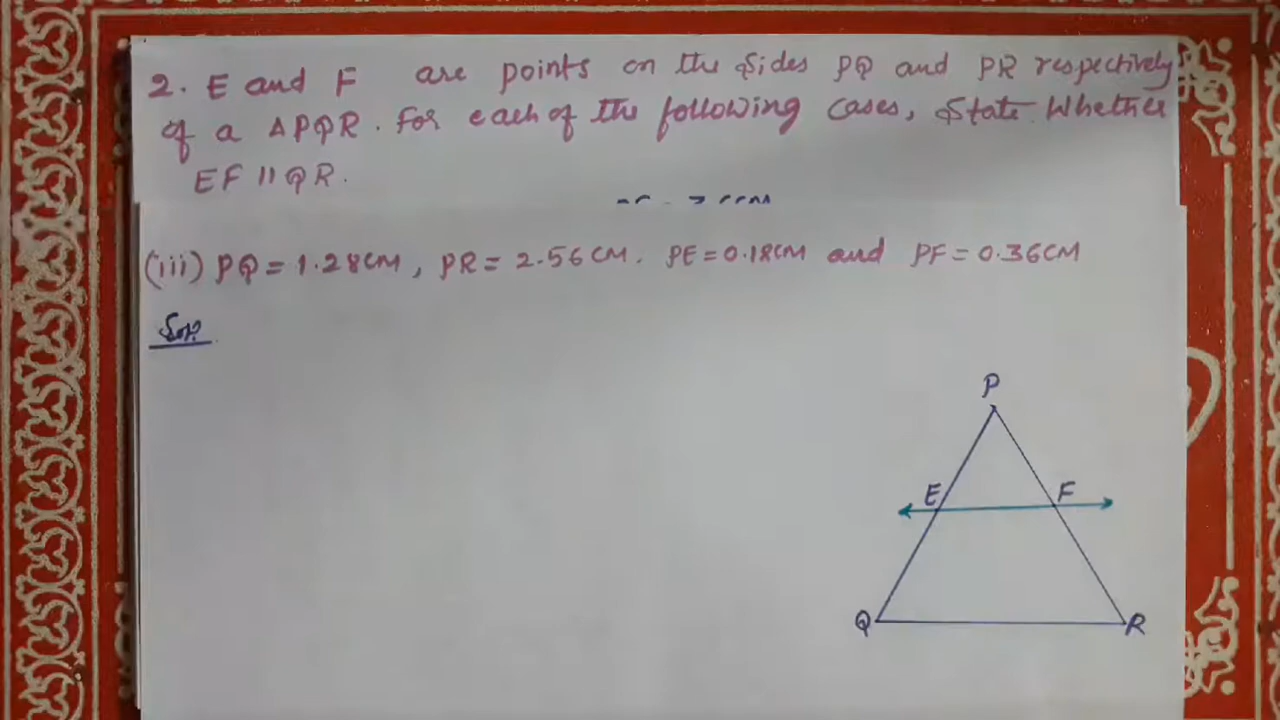 2. E and F are points on the sides PQ and PR respectively
of a △PQR. For each of the following cases, State Whether
EF || QR.
(iii) PQ = 1.28CM, PR = 2.56CM. PE = 0.18CM and PF = 0.36CM
Sol:
P
E F
Q R